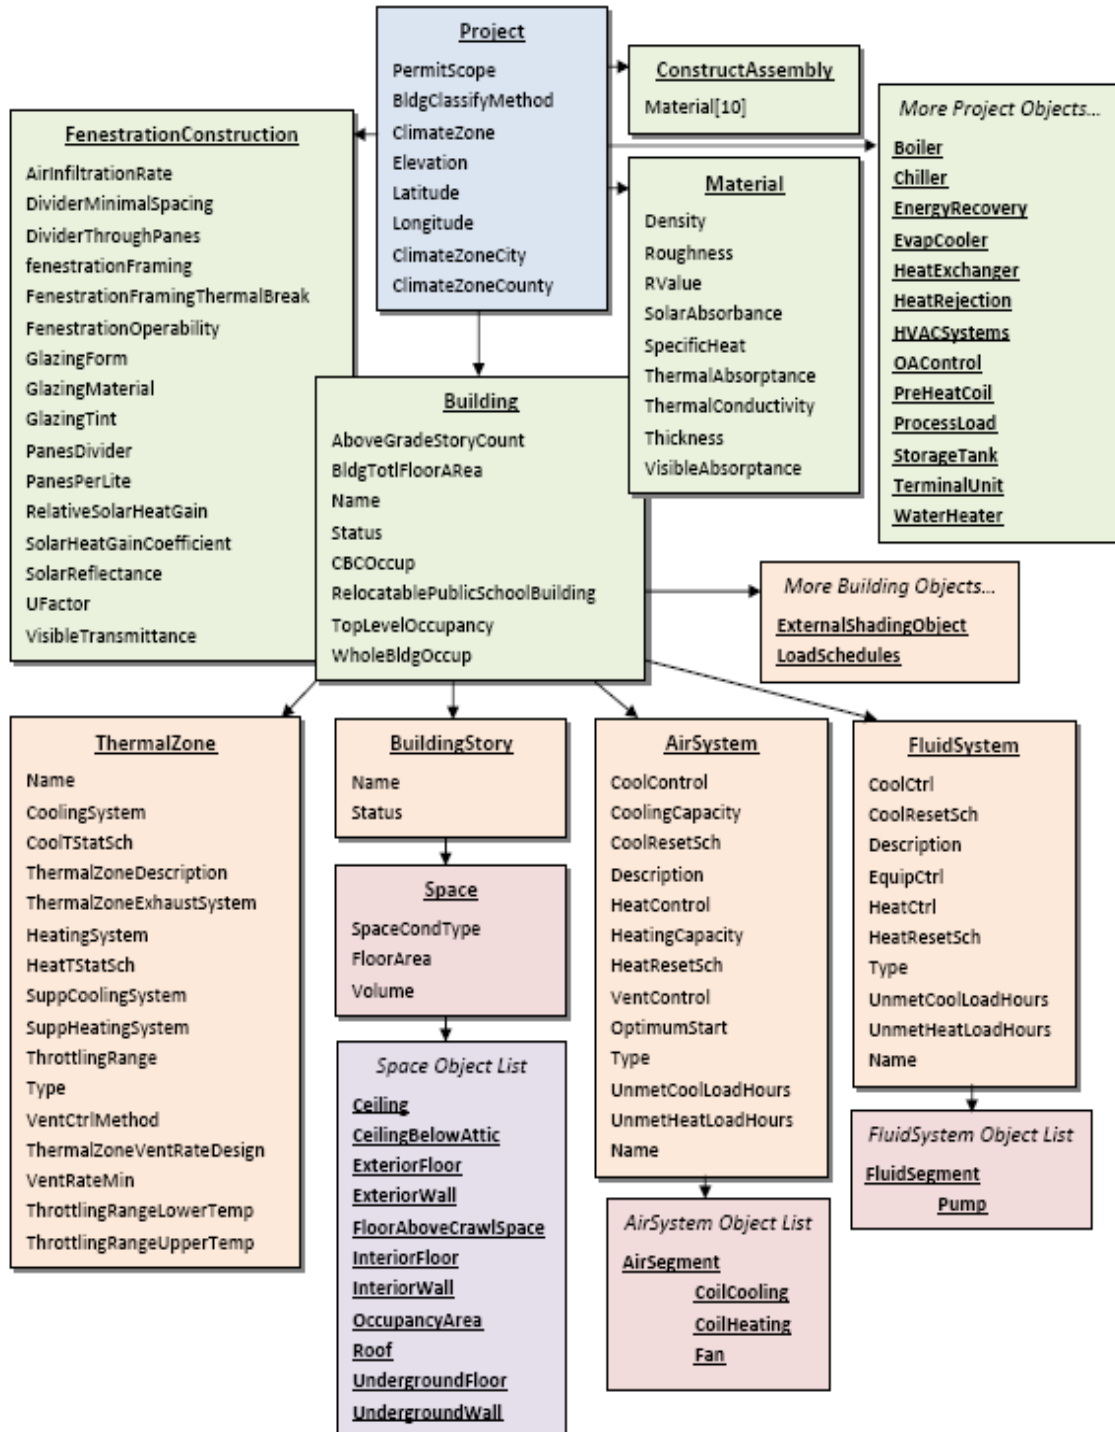 Project
PermitScope
BldgClassifyMethod
ClimateZone
Elevation
Latitude
Longitude
ClimateZoneCity
ClimateZoneCounty
ConstructAssembly
Material[10]
More Project Objects...
Boiler
Chiller
EnergyRecovery
EvapCooler
HeatExchanger
HeatRejection
HVACSystems
OAControl
PreHeatCoil
ProcessLoad
StorageTank
TerminalUnit
WaterHeater
FenestrationConstruction
AirInfiltrationRate
DividerMinimalSpacing
DividerThroughPanes
fenestrationFraming
FenestrationFramingThermalBreak
FenestrationOperability
GlazingForm
GlazingMaterial
GlazingTint
PanesDivider
PanesPerLite
RelativeSolarHeatGain
SolarHeatGainCoefficient
SolarReflectance
UFactor
VisibleTransmittance
Material
Density
Roughness
RValue
SolarAbsorbance
SpecificHeat
ThermalAbsorptance
ThermalConductivity
Thickness
VisibleAbsorptance
Building
AboveGradeStoryCount
BldgTotlFloorARea
Name
Status
CBCOccup
RelocatablePublicSchoolBuilding
TopLevelOccupancy
WholeBldgOccup
More Building Objects...
ExternalShadingObject
LoadSchedules
ThermalZone
Name
CoolingSystem
CoolTStatSch
ThermalZoneDescription
ThermalZoneExhaustSystem
HeatingSystem
HeatTStatSch
SuppCoolingSystem
SuppHeatingSystem
ThrottlingRange
Type
VentCtrlMethod
ThermalZoneVentRateDesign
VentRateMin
ThrottlingRangeLowerTemp
ThrottlingRangeUpperTemp
BuildingStory
Name
Status
Space
SpaceCondType
FloorArea
Volume
Space Object List
Ceiling
CeilingBelowAttic
ExteriorFloor
ExteriorWall
FloorAboveCrawlSpace
InteriorFloor
InteriorWall
OccupancyArea
Roof
UndergroundFloor
UndergroundWall
AirSystem
CoolControl
CoolingCapacity
CoolResetSch
Description
HeatControl
HeatingCapacity
HeatResetSch
VentControl
OptimumStart
Type
UnmetCoolLoadHours
UnmetHeatLoadHours
Name
AirSystem Object List
AirSegment
CoilCooling
CoilHeating
Fan
FluidSystem
CoolCtrl
CoolResetSch
Description
EquipCtrl
HeatCtrl
HeatResetSch
Type
UnmetCoolLoadHours
UnmetHeatLoadHours
Name
FluidSystem Object List
FluidSegment
Pump